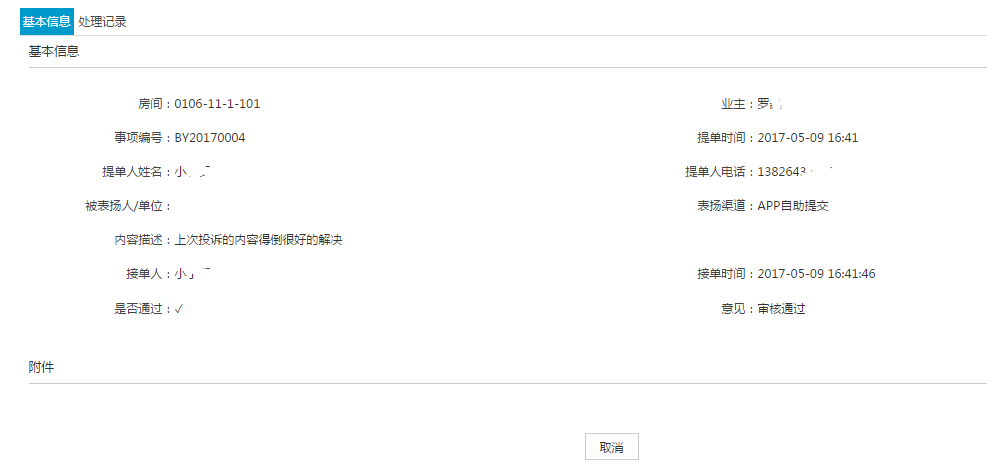 基本信息 处理记录
基本信息
房间：0106-11-1-101 业主：罗
事项编号：BY20170004 提单时间：2017-05-09 16:41
提单人姓名：小 提单人电话：1382643
被表扬人/单位： 表扬渠道：APP自助提交
内容描述：上次投诉的内容得倒很好的解决
接单人：小 接单时间：2017-05-09 16:41:46
是否通过：√ 意见：审核通过
附件
取消